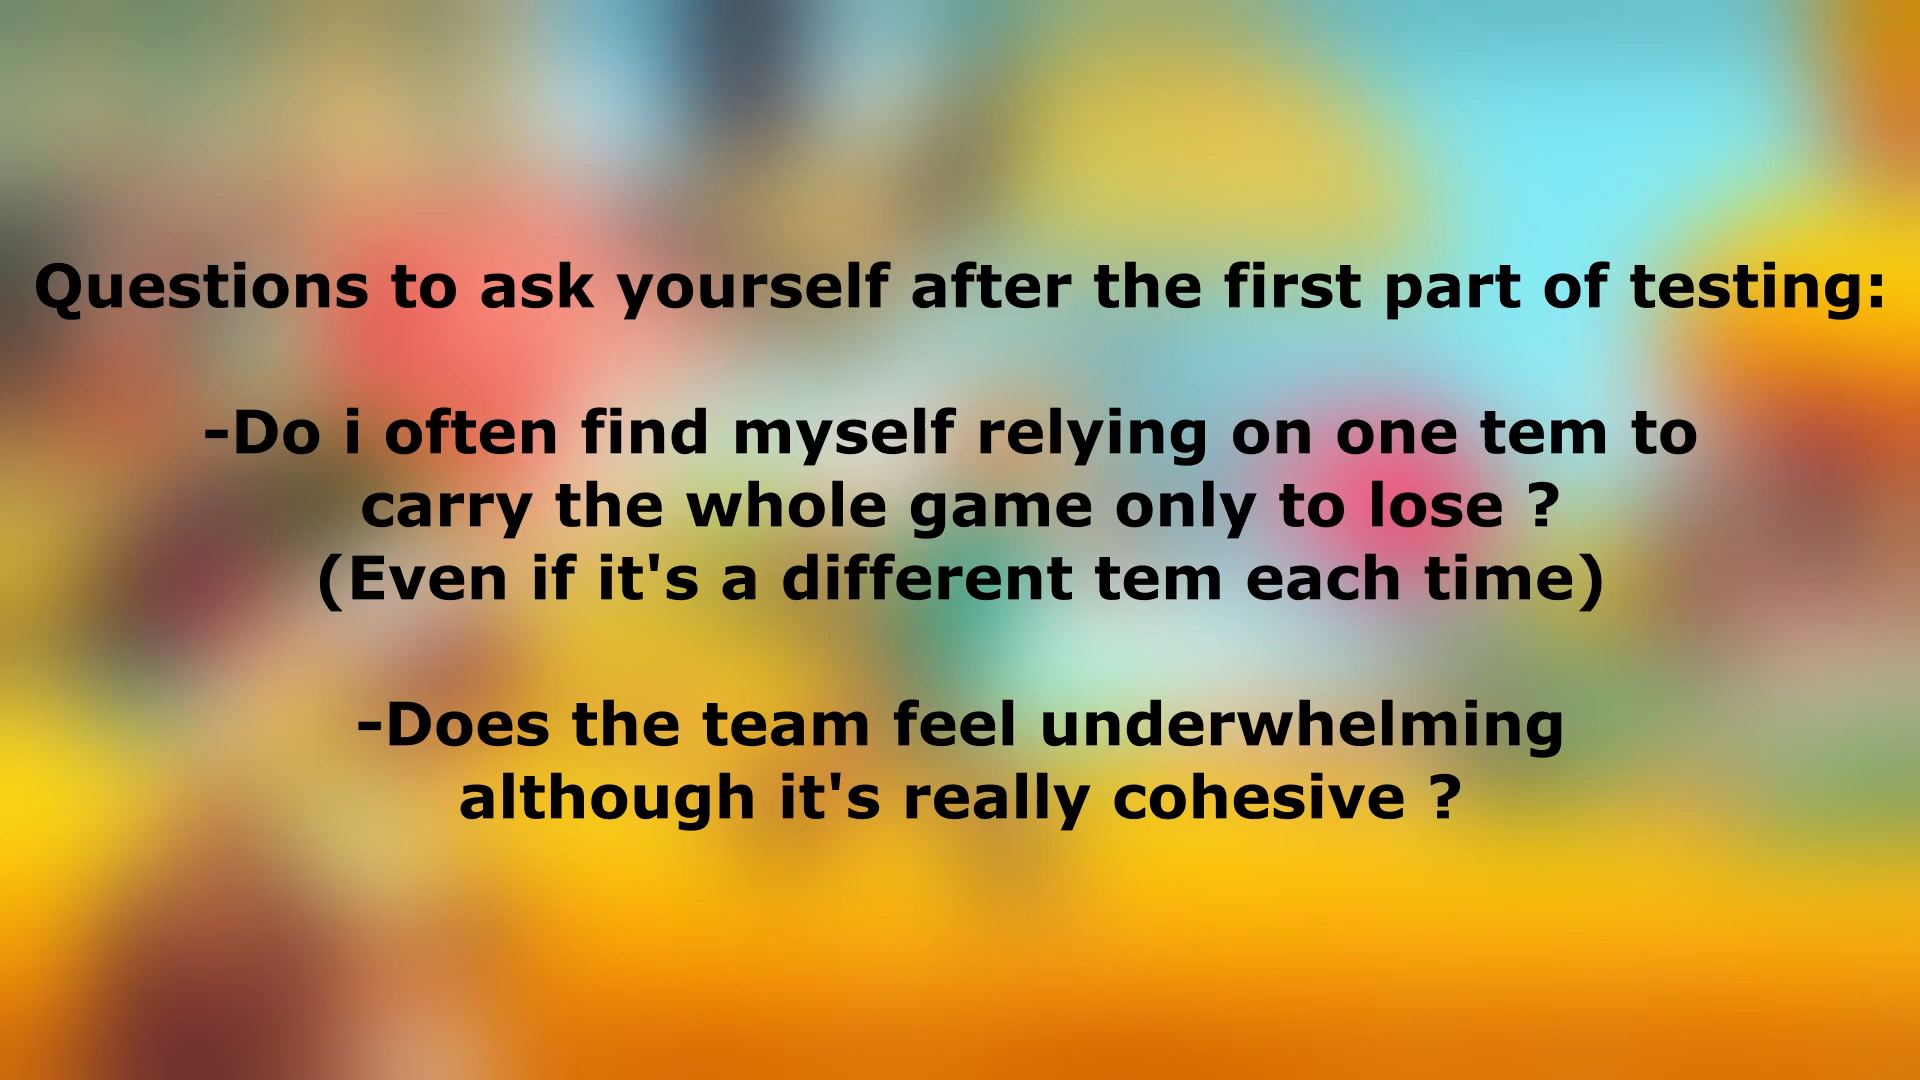 Questions to ask yourself after the first part of testing:
-Do i often find myself relying on one tem to
carry the whole game only to lose ?
(Even if it's a different tem each time)
-Does the team feel underwhelming
although it's really cohesive ?